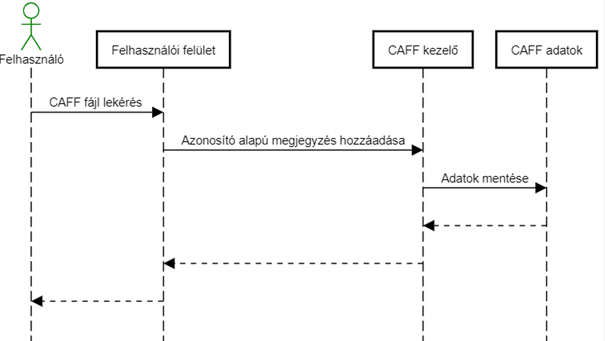 Felhasználó
Felhasználói felület
CAFF kezelő
CAFF adatok
CAFF fájl lekérés
Azonosító alapú megjegyzés hozzáadása
Adatok mentése